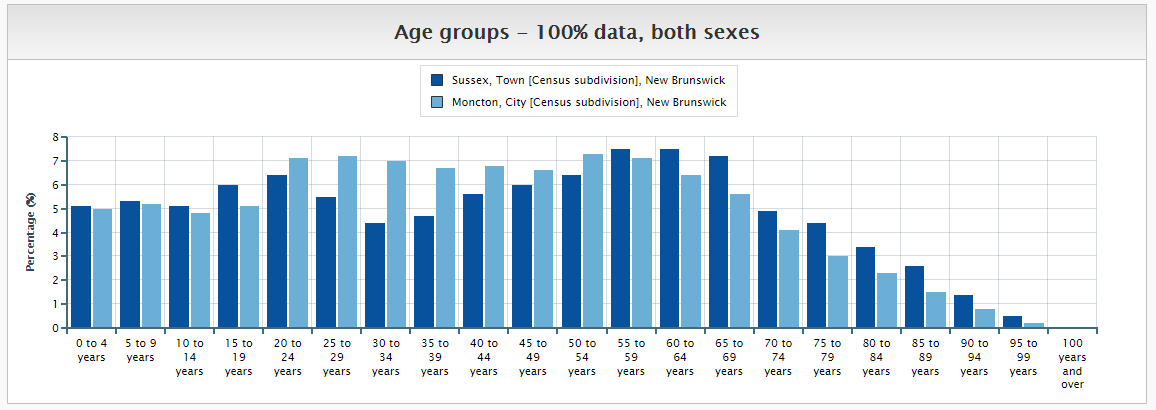 Age groups - 100% data, both sexes
Sussex, Town [Census subdivision], New Brunswick
Moncton, City [Census subdivision], New Brunswick
Percentage (%)
8
7
6
5
4
3
2
1
0
0 to 4 years
5 to 9 years
10 to 14 years
15 to 19 years
20 to 24 years
25 to 29 years
30 to 34 years
35 to 39 years
40 to 44 years
45 to 49 years
50 to 54 years
55 to 59 years
60 to 64 years
65 to 69 years
70 to 74 years
75 to 79 years
80 to 84 years
85 to 89 years
90 to 94 years
95 to 99 years
100 years and over